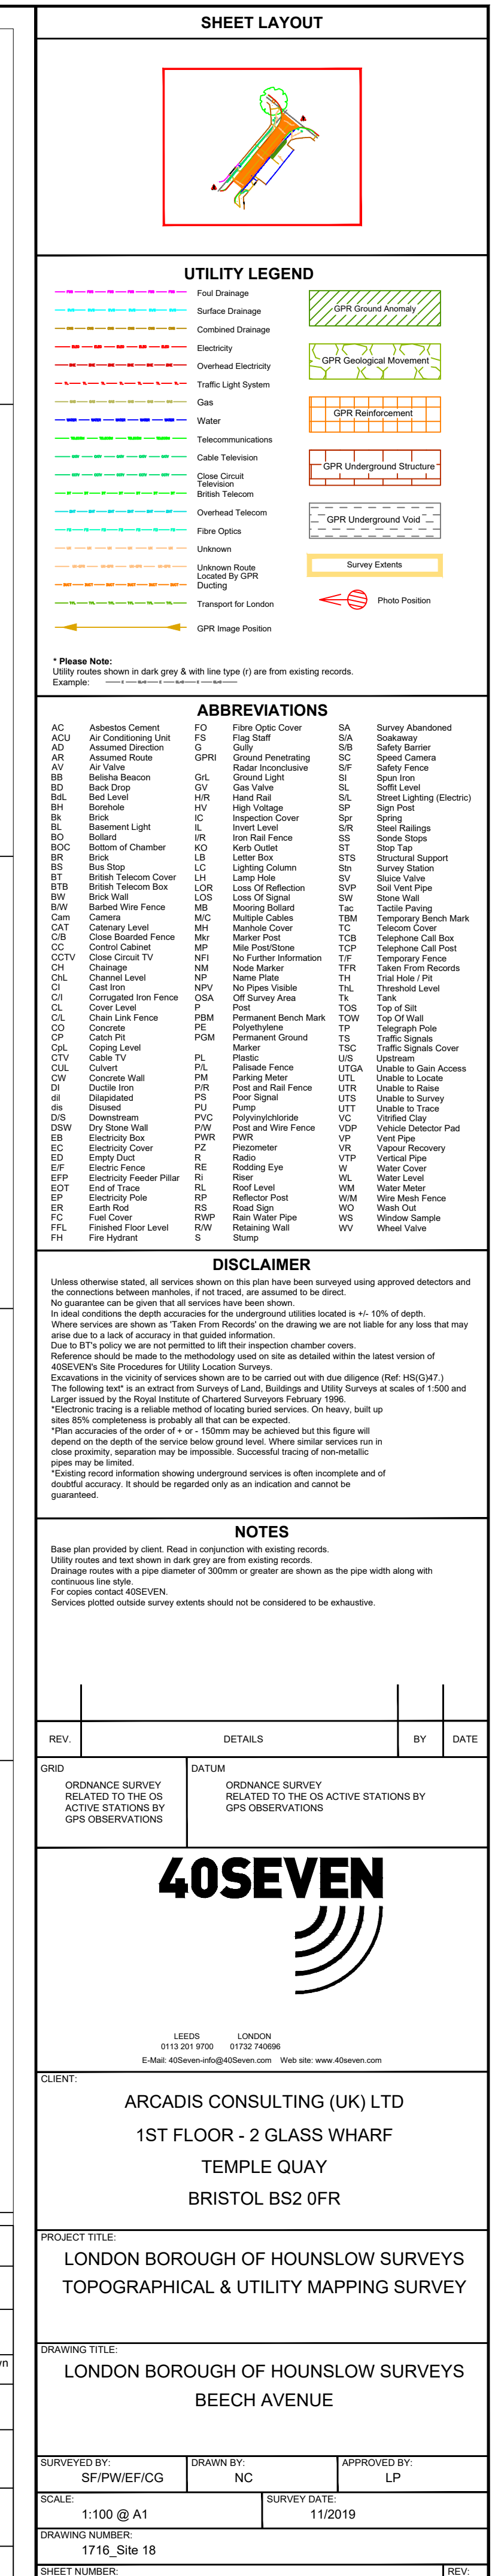 SHEET LAYOUT
UTILITY LEGEND
Foul Drainage
Surface Drainage
Combined Drainage
Electricity
Overhead Electricity
Traffic Light System
Gas
Water
Telecommunications
Cable Television
Close Circuit
Television
British Telecom
Overhead Telecom
Fibre Optics
Unknown
Unknown Route
Located By GPR
Ducting
Transport for London
GPR Image Position
GPR Ground Anomaly
GPR Geological Movement
GPR Reinforcement
GPR Underground Structure
GPR Underground Void
Survey Extents
Photo Position
* Please Note:
Utility routes shown in dark grey & with line type (r) are from existing records.
Example:
ABBREVIATIONS
AC Asbestos Cement
ACU Air Conditioning Unit
AD Assumed Direction
AR Assumed Route
AV Air Valve
BB Belisha Beacon
BD Back Drop
BdL Bed Level
BH Borehole
Bk Brick
BL Basement Light
BO Bollard
BOC Bottom of Chamber
BR Brick
BS Bus Stop
BT British Telecom Cover
BTB British Telecom Box
BW Brick Wall
B/W Barbed Wire Fence
Cam Camera
CAT Catenary Level
C/B Close Boarded Fence
CC Control Cabinet
CCTV Close Circuit TV
CH Chainage
ChL Channel Level
CI Cast Iron
C/I Corrugated Iron Fence
CL Cover Level
C/L Chain Link Fence
CO Concrete
CP Catch Pit
CpL Coping Level
CTV Cable TV
CUL Culvert
CW Concrete Wall
DI Ductile Iron
dil Dilapidated
dis Disused
D/S Downstream
DSW Dry Stone Wall
EB Electricity Box
EC Electricity Cover
ED Empty Duct
E/F Electric Fence
EFP Electricity Feeder Pillar
EOT End of Trace
EP Electricity Pole
ER Earth Rod
FC Fuel Cover
FFL Finished Floor Level
FH Fire Hydrant
FO Fibre Optic Cover
FS Flag Staff
G Gully
GPRI Ground Penetrating
Radar Inconclusive
GrL Ground Light
GV Gas Valve
H/R Hand Rail
HV High Voltage
IC Inspection Cover
IL Invert Level
I/R Iron Rail Fence
KO Kerb Outlet
LB Letter Box
LC Lighting Column
LH Lamp Hole
LOR Loss Of Reflection
LOS Loss Of Signal
MB Mooring Bollard
M/C Multiple Cables
MH Manhole Cover
Mkr Marker Post
MP Mile Post/Stone
NFI No Further Information
NM Node Marker
NP Name Plate
NPV No Pipes Visible
OSA Off Survey Area
P Post
PBM Permanent Bench Mark
PE Polyethylene
PGM Permanent Ground
Marker
PL Plastic
P/L Palisade Fence
PM Parking Meter
P/R Post and Rail Fence
PS Poor Signal
PU Pump
PVC Polyvinylchloride
P/W Post and Wire Fence
PWR PWR
PZ Piezometer
R Radio
RE Rodding Eye
Ri Riser
RL Roof Level
RP Reflector Post
RS Road Sign
RWP Rain Water Pipe
R/W Retaining Wall
S Stump
SA Survey Abandoned
S/A Soakaway
S/B Safety Barrier
SC Speed Camera
S/F Safety Fence
SI Spun Iron
SL Soffit Level
S/L Street Lighting (Electric)
SP Sign Post
Spr Spring
S/R Steel Railings
SS Sonde Stops
ST Stop Tap
STS Structural Support
Stn Survey Station
SV Sluice Valve
SVP Soil Vent Pipe
SW Stone Wall
Tac Tactile Paving
TBM Temporary Bench Mark
TC Telecom Cover
TCB Telephone Call Box
TCP Telephone Call Post
T/F Temporary Fence
TFR Taken From Records
TH Trial Hole / Pit
ThL Threshold Level
Tk Tank
TOS Top of Silt
TOW Top Of Wall
TP Telegraph Pole
TS Traffic Signals
TSC Traffic Signals Cover
U/S Upstream
UTGA Unable to Gain Access
UTL Unable to Locate
UTR Unable to Raise
UTS Unable to Survey
UTT Unable to Trace
VC Vitrified Clay
VDP Vehicle Detector Pad
VP Vent Pipe
VR Vapour Recovery
VTP Vertical Pipe
W Water Cover
WL Water Level
WM Water Meter
W/M Wire Mesh Fence
WO Wash Out
WS Window Sample
WV Wheel Valve
DISCLAIMER
Unless otherwise stated, all services shown on this plan have been surveyed using approved detectors and
the connections between manholes, if not traced, are assumed to be direct.
No guarantee can be given that all services have been shown.
In ideal conditions the depth accuracies for the underground utilities located is +/- 10% of depth.
Where services are shown as 'Taken From Records' on the drawing we are not liable for any loss that may
arise due to a lack of accuracy in that guided information.
Due to BT's policy we are not permitted to lift their inspection chamber covers.
Reference should be made to the methodology used on site as detailed within the latest version of
40SEVEN's Site Procedures for Utility Location Surveys.
Excavations in the vicinity of services shown are to be carried out with due diligence (Ref: HS(G)47.)
The following text* is an extract from Surveys of Land, Buildings and Utility Surveys at scales of 1:500 and
Larger issued by the Royal Institute of Chartered Surveyors February 1996.
*Electronic tracing is a reliable method of locating buried services. On heavy, built up
sites 85% completeness is probably all that can be expected.
*Plan accuracies of the order of + or - 150mm may be achieved but this figure will
depend on the depth of the service below ground level. Where similar services run in
close proximity, separation may be impossible. Successful tracing of non-metallic
pipes may be limited.
*Existing record information showing underground services is often incomplete and of
doubtful accuracy. It should be regarded only as an indication and cannot be
guaranteed.
NOTES
Base plan provided by client. Read in conjunction with existing records.
Utility routes and text shown in dark grey are from existing records.
Drainage routes with a pipe diameter of 300mm or greater are shown as the pipe width along with
continuous line style.
For copies contact 40SEVEN.
Services plotted outside survey extents should not be considered to be exhaustive.
REV. DETAILS BY DATE
GRID
ORDNANCE SURVEY
RELATED TO THE OS
ACTIVE STATIONS BY
GPS OBSERVATIONS
DATUM
ORDNANCE SURVEY
RELATED TO THE OS ACTIVE STATIONS BY
GPS OBSERVATIONS
40SEVEN
LEEDS LONDON
0113 201 9700 01732 740696
E-Mail: 40Seven-info@40Seven.com Web site: www.40seven.com
CLIENT:
ARCADIS CONSULTING (UK) LTD
1ST FLOOR - 2 GLASS WHARF
TEMPLE QUAY
BRISTOL BS2 0FR
PROJECT TITLE:
LONDON BOROUGH OF HOUNSLOW SURVEYS
TOPOGRAPHICAL & UTILITY MAPPING SURVEY
DRAWING TITLE:
LONDON BOROUGH OF HOUNSLOW SURVEYS
BEECH AVENUE
SURVEYED BY: DRAWN BY: APPROVED BY:
SF/PW/EF/CG NC LP
SCALE: SURVEY DATE:
1:100 @ A1 11/2019
DRAWING NUMBER:
1716_Site 18
SHEET NUMBER: REV: